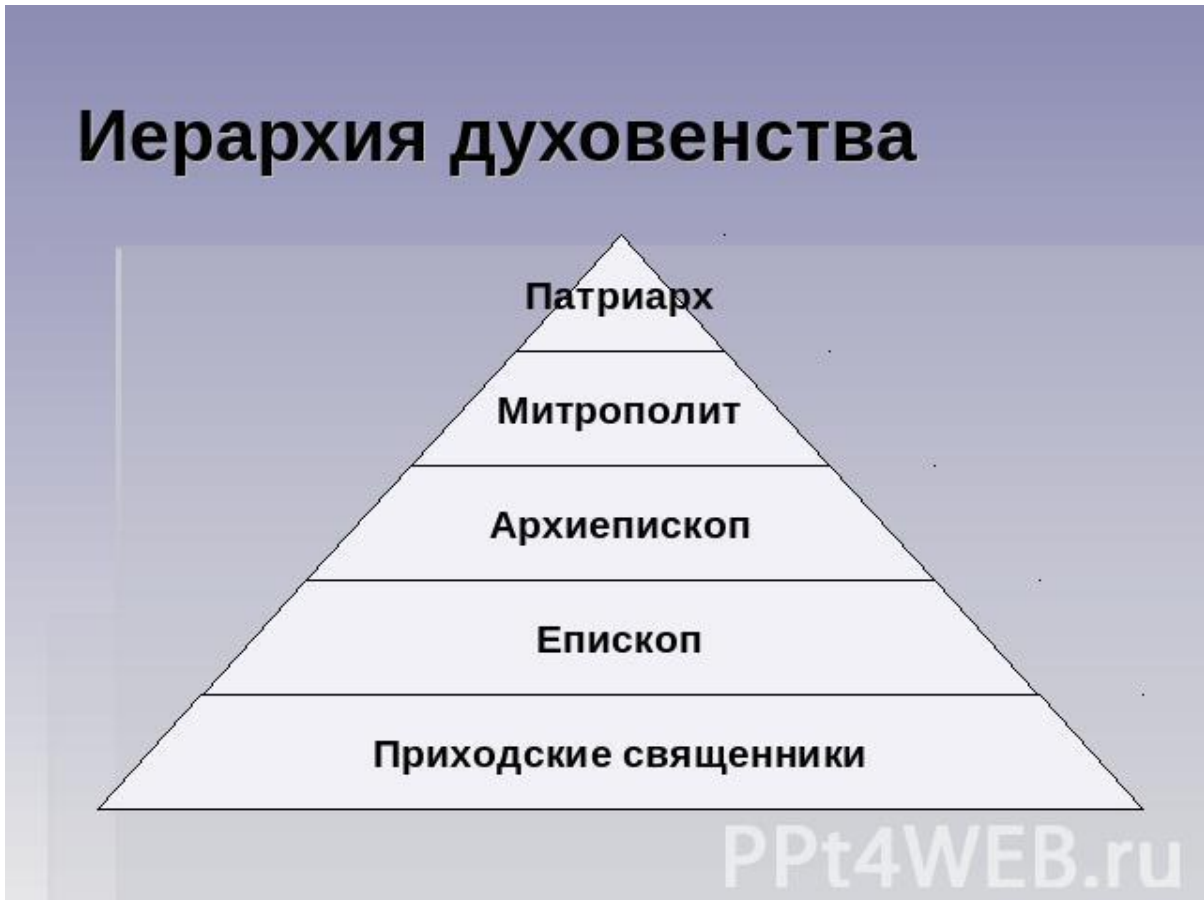 Иерархия духовенства
Патриарх
Митрополит
Архиепископ
Епископ
Приходские священники
PPt4WEB.ru